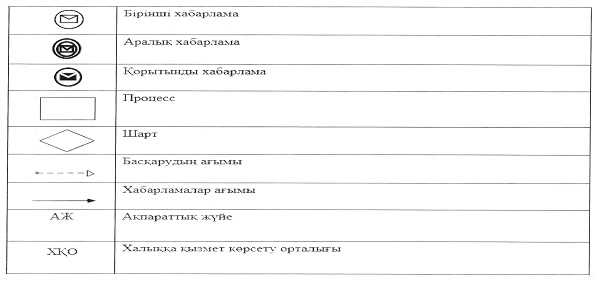 Бірінші хабарлама
Аралық хабарлама
Қорытынды хабарлама
Процесс
Шарт
Басқарудың ағымы
Хабарламалар ағымы
АЖ Ақпараттық жүйе
ХҚО Халыққа қызмет көрсету орталығы